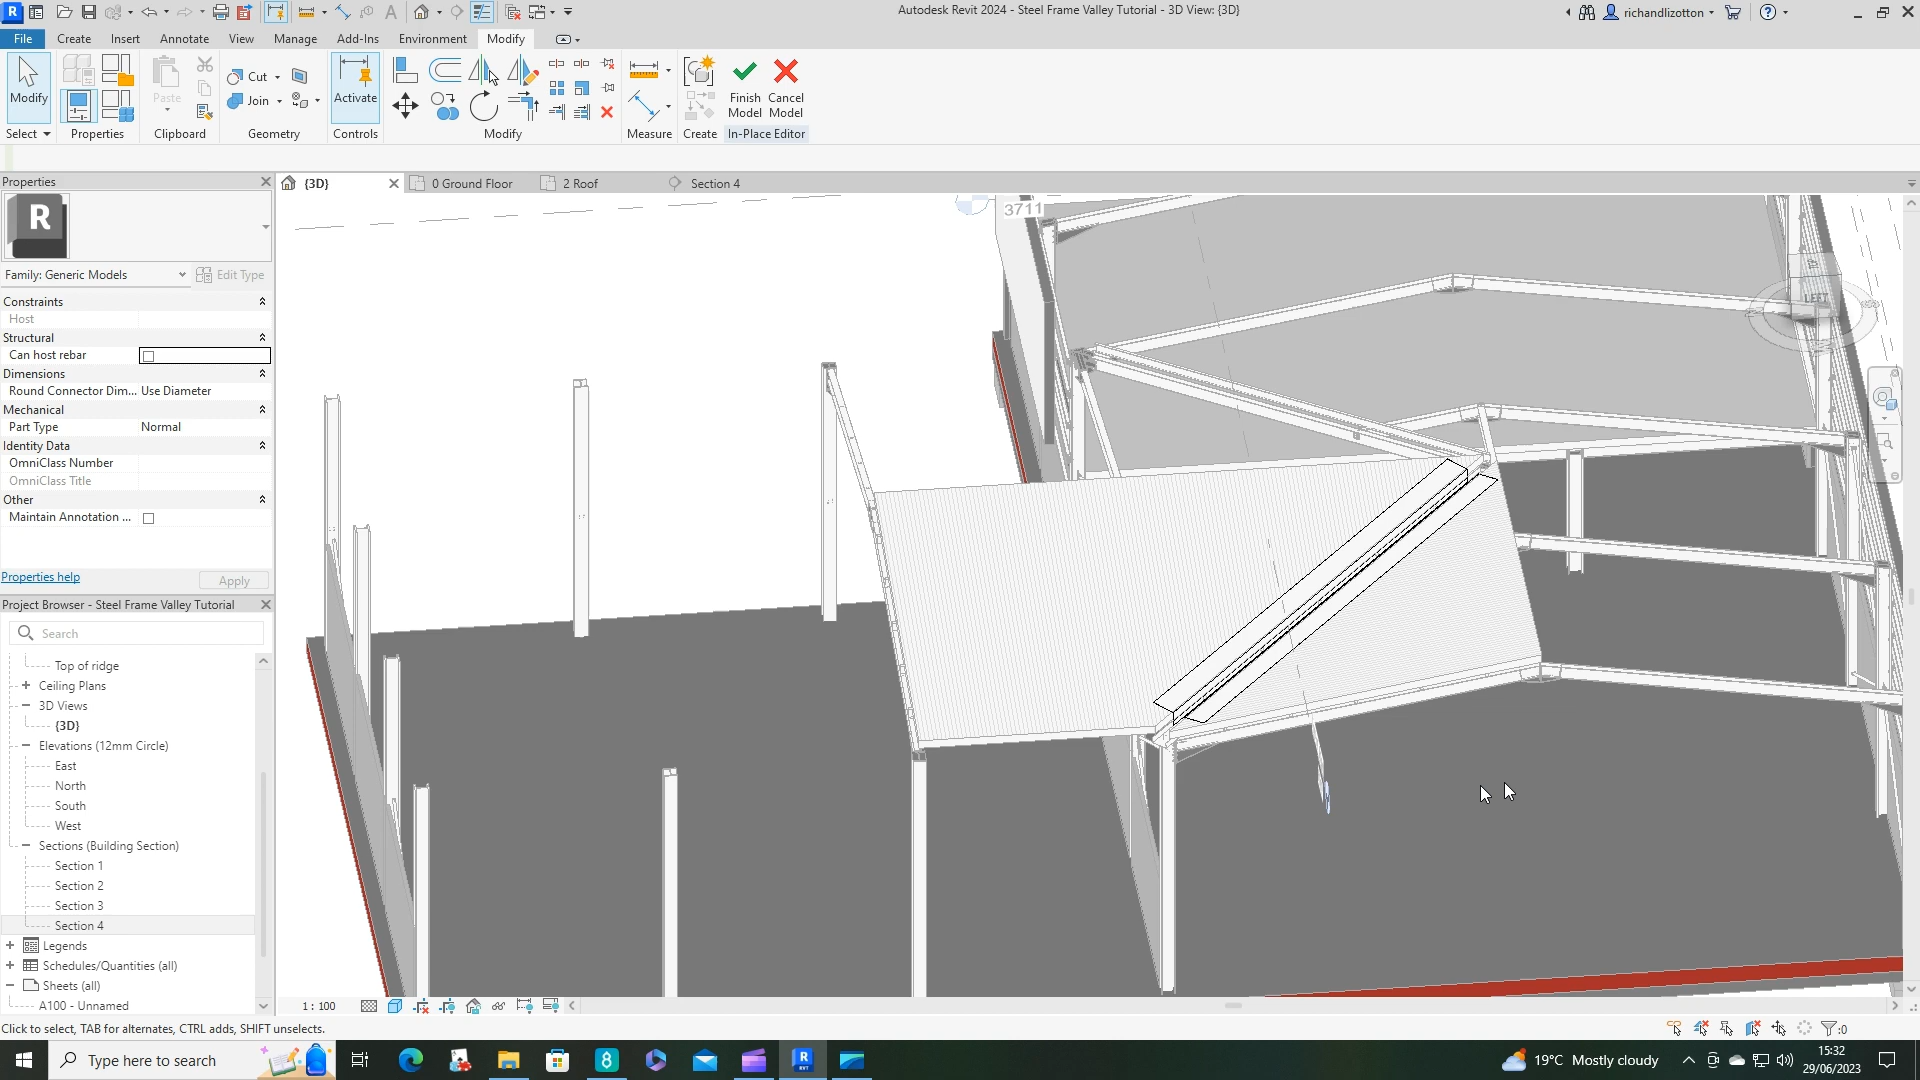 Autodesk Revit 2024 - Steel Frame Valley Tutorial - 3D View: {3D}
richandlizotton
File
Create
Insert
Annotate
View
Manage
Add-Ins
Environment
Modify
Modify
Paste
Cut
Join
Activate
Finish Model
Cancel Model
Select
Properties
Clipboard
Geometry
Controls
Modify
Measure
Create
In-Place Editor
Properties
{3D}
0 Ground Floor
2 Roof
Section 4
R
Family: Generic Models
Edit Type
Constraints
Host
Structural
Can host rebar
Dimensions
Round Connector Dim... Use Diameter
Mechanical
Part Type Normal
Identity Data
OmniClass Number
OmniClass Title
Other
Maintain Annotation ...
Properties help
Apply
3711
LEFT
Project Browser - Steel Frame Valley Tutorial
Search
Top of ridge
Ceiling Plans
3D Views
{3D}
Elevations (12mm Circle)
East
North
South
West
Sections (Building Section)
Section 1
Section 2
Section 3
Section 4
Legends
Schedules/Quantities (all)
Sheets (all)
A100 - Unnamed
1 : 100
Click to select, TAB for alternates, CTRL adds, SHIFT unselects.
:0
Type here to search
19°C Mostly cloudy
15:32
29/06/2023